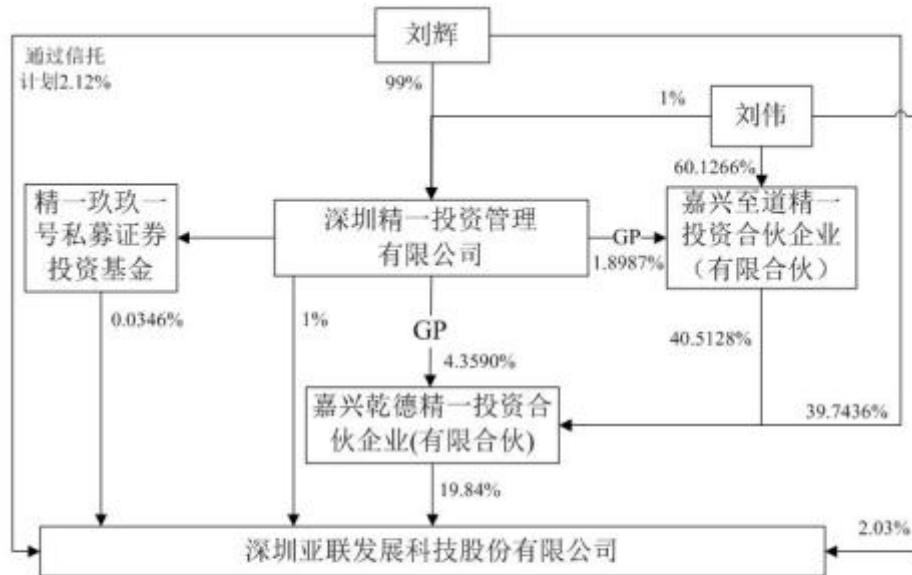 刘辉
通过信托
计划2.12%
99%
1%
刘伟
60.1266%
精一玖玖一
号私募证券
投资基金
深圳精一投资管理
有限公司
GP
1.8987%
嘉兴至道精一
投资合伙企业
（有限合伙）
0.0346%
1%
GP
4.3590%
40.5128%
嘉兴乾德精一投资合
伙企业(有限合伙)
39.7436%
19.84%
深圳亚联发展科技股份有限公司
2.03%